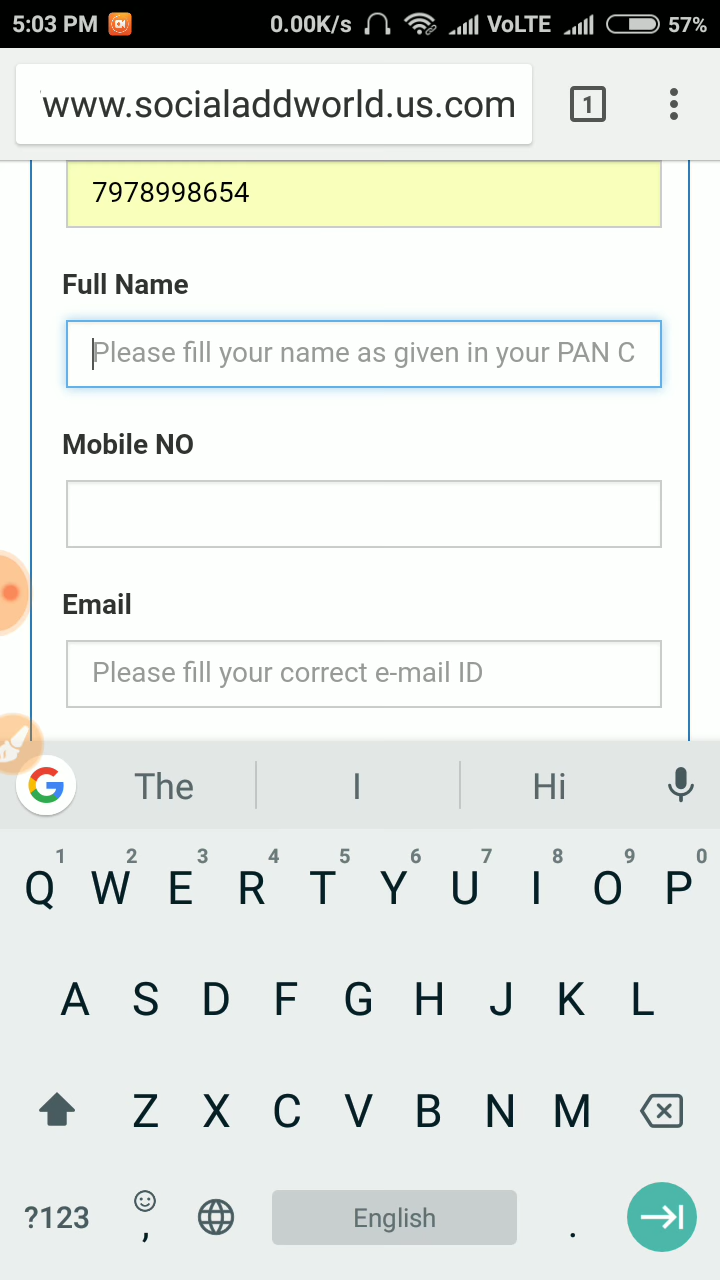 5:03 PM 0.00K/s VoLTE 57%
www.socialaddworld.us.com 1
7978998654
Full Name
Please fill your name as given in your PAN C
Mobile NO
Email
Please fill your correct e-mail ID
G The I Hi
1 2 3 4 5 6 7 8 9 0
Q W E R T Y U I O P
A S D F G H J K L
Z X C V B N M
?123 , English .